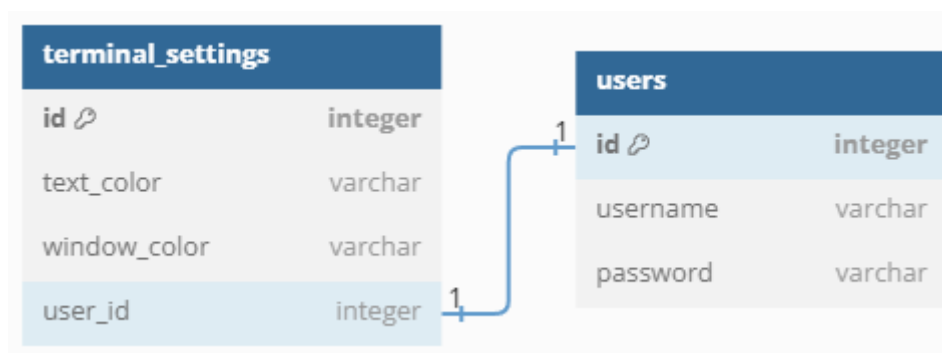 terminal_settings
id integer
text_color varchar
window_color varchar
user_id integer
1
1
users
id integer
username varchar
password varchar